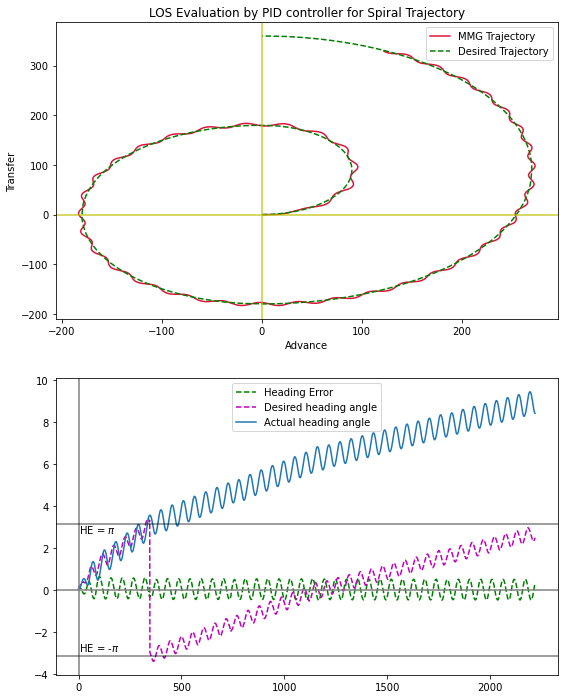 LOS Evaluation by PID controller for Spiral Trajectory
MMG Trajectory
Desired Trajectory
300
200
100
0
−100
−200
Transfer
−200
−100
0
100
200
Advance
Heading Error
Desired heading angle
Actual heading angle
HE = π
HE = -π
10
8
6
4
2
0
−2
−4
0
500
1000
1500
2000